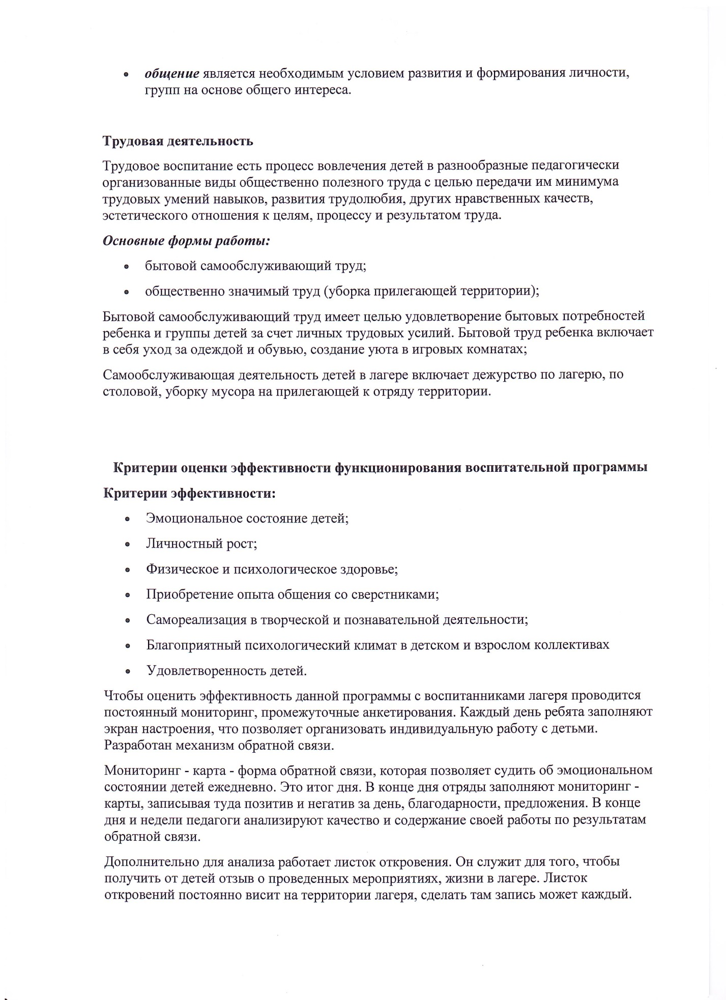 • общение является необходимым условием развития и формирования личности,
групп на основе общего интереса.
Трудовая деятельность
Трудовое воспитание есть процесс вовлечения детей в разнообразные педагогически
организованные виды общественно полезного труда с целью передачи им минимума
трудовых умений навыков, развития трудолюбия, других нравственных качеств,
эстетического отношения к целям, процессу и результатом труда.
Основные формы работы:
• бытовой самообслуживающий труд;
• общественно значимый труд (уборка прилегающей территории);
Бытовой самообслуживающий труд имеет целью удовлетворение бытовых потребностей
ребенка и группы детей за счет личных трудовых усилий. Бытовой труд ребенка включает
в себя уход за одеждой и обувью, создание уюта в игровых комнатах;
Самообслуживающая деятельность детей в лагере включает дежурство по лагерю, по
столовой, уборку мусора на прилегающей к отряду территории.
Критерии оценки эффективности функционирования воспитательной программы
Критерии эффективности:
• Эмоциональное состояние детей;
• Личностный рост;
• Физическое и психологическое здоровье;
• Приобретение опыта общения со сверстниками;
• Самореализация в творческой и познавательной деятельности;
• Благоприятный психологический климат в детском и взрослом коллективах
• Удовлетворенность детей.
Чтобы оценить эффективность данной программы с воспитанниками лагеря проводится
постоянный мониторинг, промежуточные анкетирования. Каждый день ребята заполняют
экран настроения, что позволяет организовать индивидуальную работу с детьми.
Разработан механизм обратной связи.
Мониторинг - карта - форма обратной связи, которая позволяет судить об эмоциональном
состоянии детей ежедневно. Это итог дня. В конце дня отряды заполняют мониторинг -
карты, записывая туда позитив и негатив за день, благодарности, предложения. В конце
дня и недели педагоги анализируют качество и содержание своей работы по результатам
обратной связи.
Дополнительно для анализа работает листок откровения. Он служит для того, чтобы
получить от детей отзыв о проведенных мероприятиях, жизни в лагере. Листок
откровений постоянно висит на территории лагеря, сделать там запись может каждый.